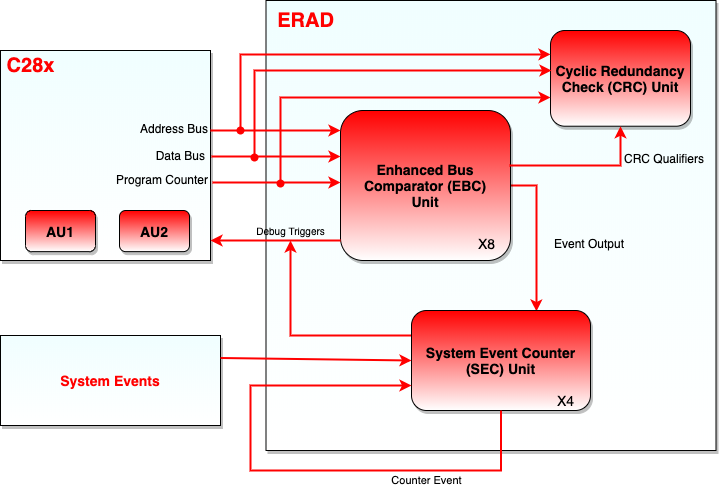 ERAD
C28x
Cyclic Redundancy
Check (CRC) Unit
Address Bus
Data Bus
CRC Qualifiers
Program Counter
Enhanced Bus
Comparator (EBC)
Unit
AU1
AU2
Debug Triggers
X8
Event Output
System Event Counter
(SEC) Unit
System Events
X4
Counter Event